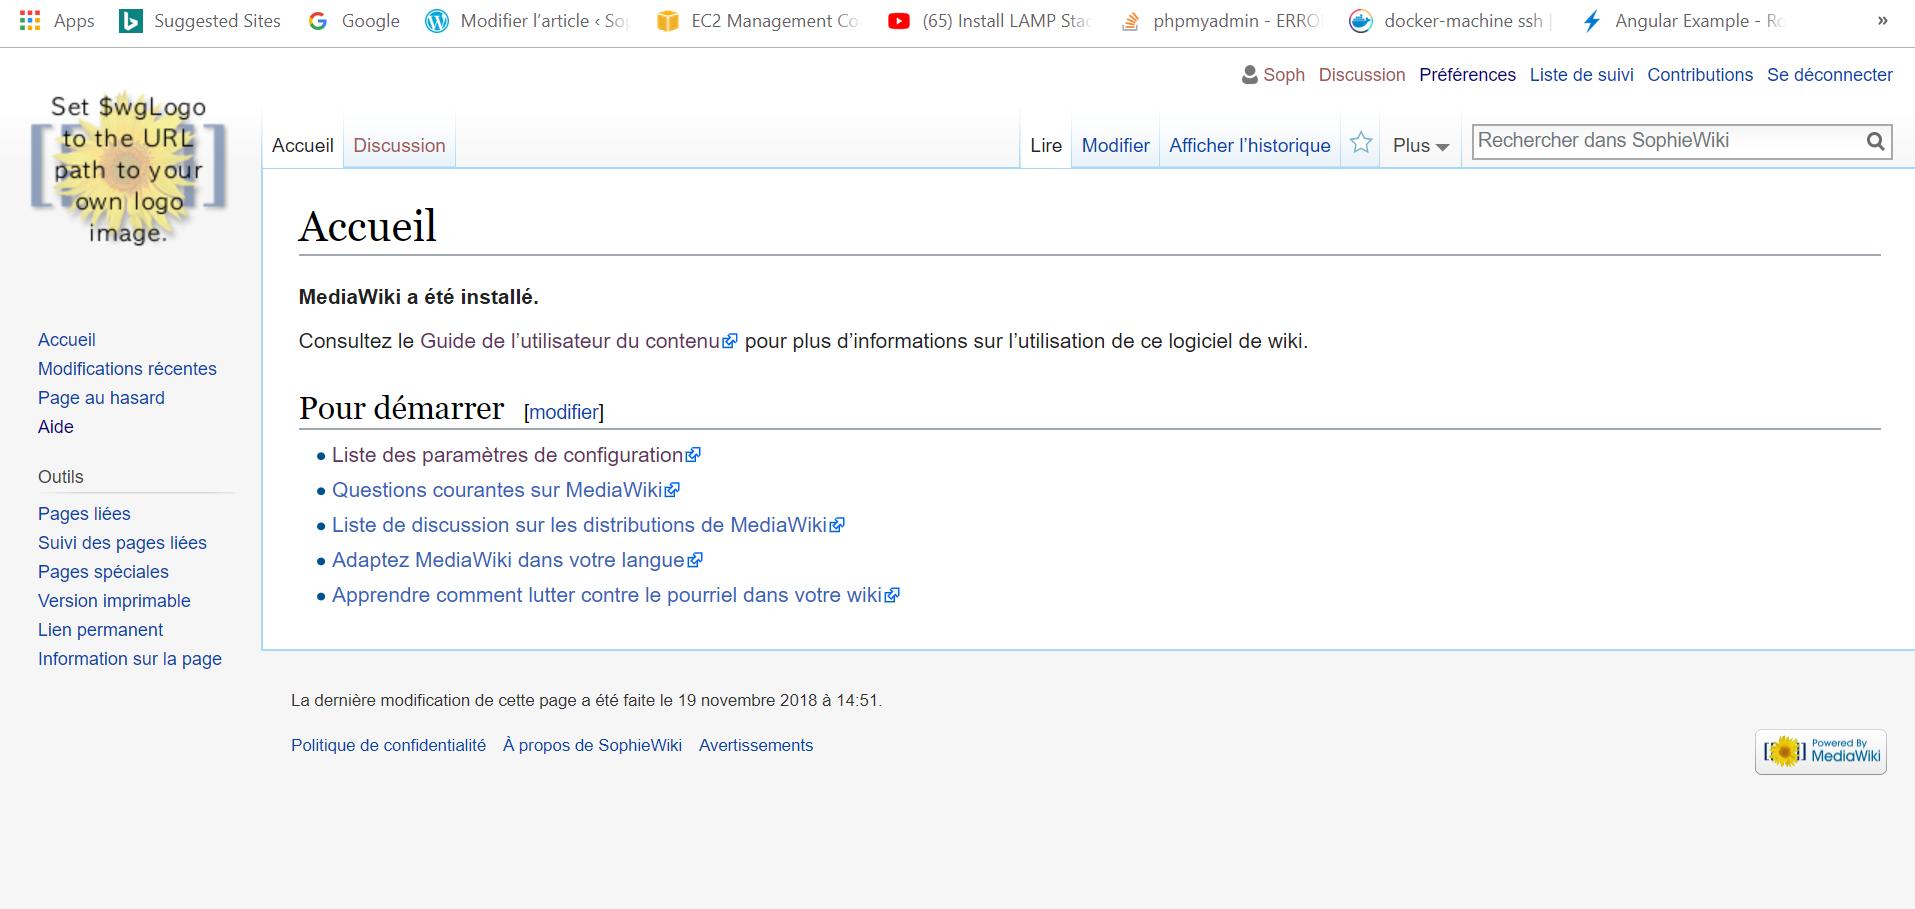 Apps Suggested Sites Google Modifier l'article ‹ Sop EC2 Management Co (65) Install LAMP Stac phpmyadmin - ERRO docker-machine ssh | Angular Example - Ro »
Soph Discussion Préférences Liste de suivi Contributions Se déconnecter
Set $wgLogo
to the URL
path to your
own logo
image.
Accueil Discussion Lire Modifier Afficher l’historique Plus Rechercher dans SophieWiki
Accueil
MediaWiki a été installé.
Consultez le Guide de l’utilisateur du contenu pour plus d’informations sur l’utilisation de ce logiciel de wiki.
Pour démarrer [modifier]
• Liste des paramètres de configuration
• Questions courantes sur MediaWiki
• Liste de discussion sur les distributions de MediaWiki
• Adaptez MediaWiki dans votre langue
• Apprendre comment lutter contre le pourriel dans votre wiki
Accueil
Modifications récentes
Page au hasard
Aide
Outils
Pages liées
Suivi des pages liées
Pages spéciales
Version imprimable
Lien permanent
Information sur la page
La dernière modification de cette page a été faite le 19 novembre 2018 à 14:51.
Politique de confidentialité À propos de SophieWiki Avertissements
Powered By
MediaWiki